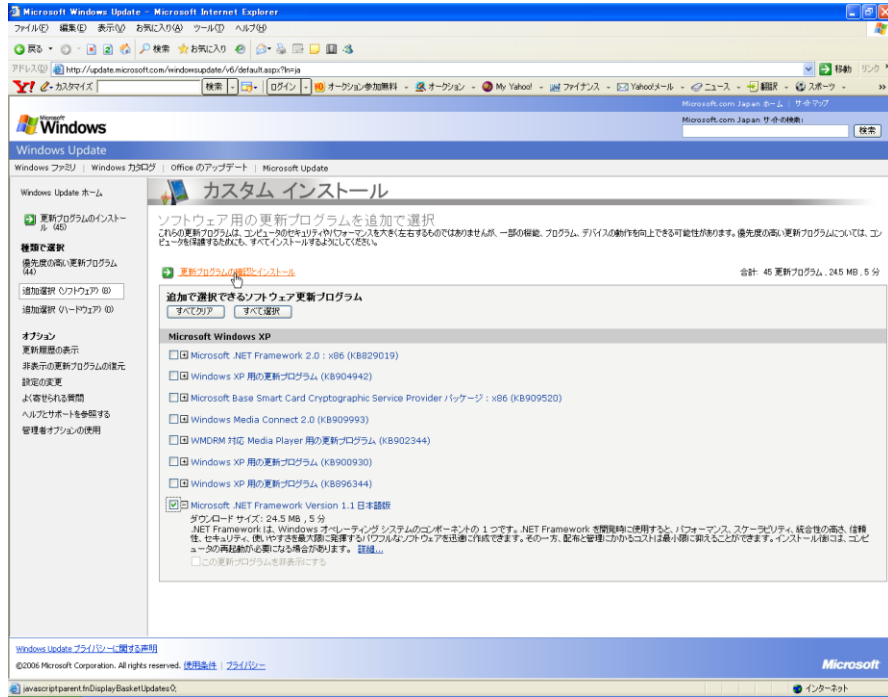 Microsoft Windows Update - Microsoft Internet Explorer
ファイル(F) 編集(E) 表示(V) お気に入り(A) ツール(T) ヘルプ(H)
戻る 検索 お気に入り
アドレス(D) http://update.microsoft.com/windowsupdate/v6/default.aspx?ln=ja 移動 リンク »
Y! カスタマイズ 検索 ログイン オークション参加無料 オークション My Yahoo! ファイナンス Yahoo!メール ニュース 翻訳 スポーツ »
Microsoft.com Japan ホーム | サイトマップ
Microsoft Windows
Microsoft.com Japan サイトの検索:
検索
Windows Update
Windows ファミリ | Windows カタログ | Office のアップデート | Microsoft Update
Windows Update ホーム
更新プログラムのインストール (45)
種類で選択
優先度の高い更新プログラム (44)
追加選択 (ソフトウェア) (8)
追加選択 (ハードウェア) (0)
オプション
更新履歴の表示
非表示の更新プログラムの復元
設定の変更
よく寄せられる質問
ヘルプとサポートを参照する
管理者オプションの使用
カスタム インストール
ソフトウェア用の更新プログラムを追加で選択
これらの更新プログラムは、コンピュータのセキュリティやパフォーマンスを大きく左右するものではありませんが、一部の機能、プログラム、デバイスの動作を向上できる可能性があります。優先度の高い更新プログラムについては、コン
ピュータを保護するためにも、すべてインストールするようにしてください。
更新プログラムの確認とインストール
合計: 45 更新プログラム , 24.5 MB , 5 分
追加で選択できるソフトウェア更新プログラム
すべてクリア すべて選択
Microsoft Windows XP
Microsoft .NET Framework 2.0 : x86 (KB829019)
Windows XP 用の更新プログラム (KB904942)
Microsoft Base Smart Card Cryptographic Service Provider パッケージ : x86 (KB909520)
Windows Media Connect 2.0 (KB909993)
WMDRM 対応 Media Player 用の更新プログラム (KB902344)
Windows XP 用の更新プログラム (KB900930)
Windows XP 用の更新プログラム (KB896344)
Microsoft .NET Framework Version 1.1 日本語版
ダウンロード サイズ: 24.5 MB , 5 分
.NET Framework は、Windows オペレーティング システムのコンポーネントの 1 つです。.NET Framework を開発時に使用すると、パフォーマンス、スケーラビリティ、統合性の高さ、信頼
性、セキュリティ、使いやすさを最大限に発揮するパワフルなソフトウェアを迅速に作成できます。その一方、配布と管理にかかるコストは最小限に抑えることができます。インストール後には、コンピ
ュータの再起動が必要になる場合があります。 詳細...
この更新プログラムを非表示にする
Windows Update プライバシーに関する声明
©2006 Microsoft Corporation. All rights reserved. 使用条件 | プライバシー
Microsoft
javascript:parent.fnDisplayBasketUpdates(); インターネット